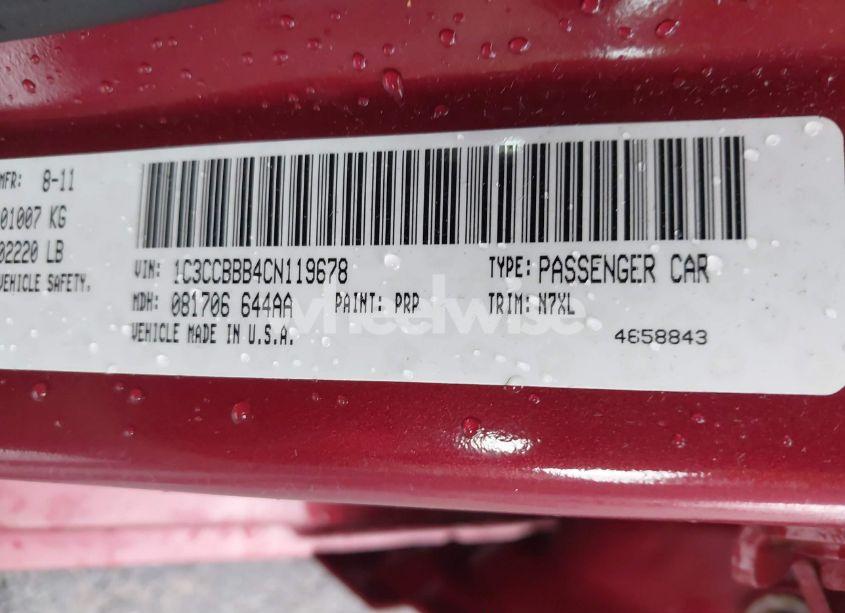 MFR: 8-11
01007 KG
02220 LB
VEHICLE SAFETY.
VIN: 1C3CCBBB4CN119678 TYPE: PASSENGER CAR
MDH: 081706 644AA PAINT: PRP TRIM: N7XL
VEHICLE MADE IN U.S.A. 4658843
wheelwise